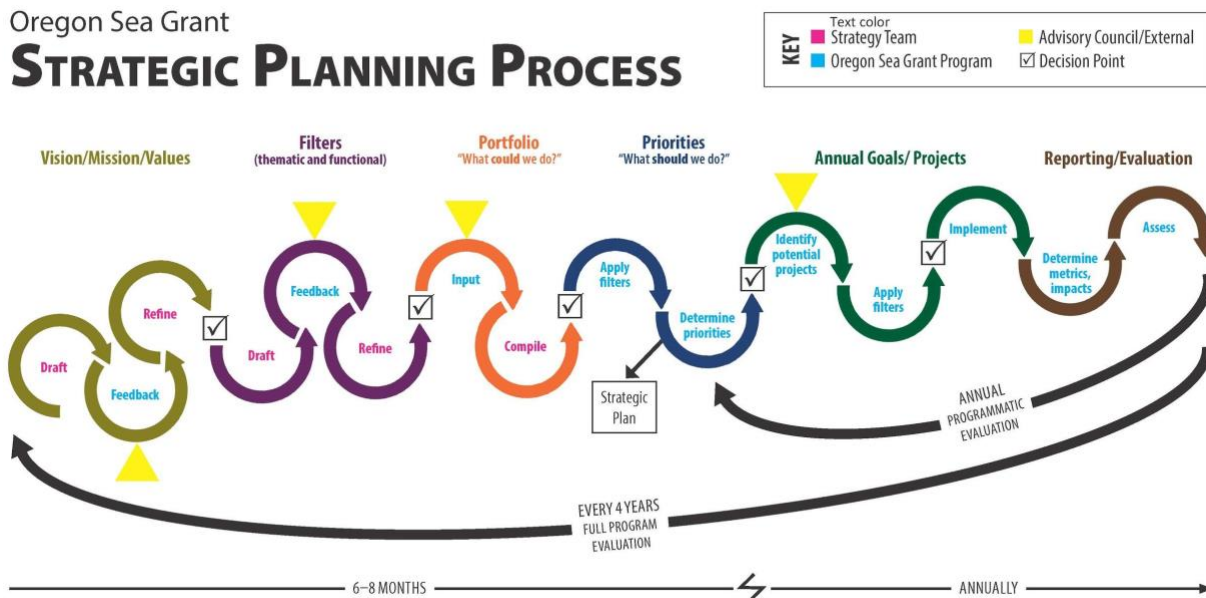 Oregon Sea Grant
STRATEGIC PLANNING PROCESS
KEY
Text color
Strategy Team
Oregon Sea Grant Program
Advisory Council/External
Decision Point
Vision/Mission/Values
Filters
(thematic and functional)
Portfolio
"What could we do?"
Priorities
"What should we do?"
Annual Goals/ Projects
Reporting/Evaluation
Draft
Feedback
Refine
Draft
Feedback
Refine
Input
Compile
Apply
filters
Determine
priorities
Strategic
Plan
Identify
potential
projects
Apply
filters
Implement
Determine
metrics,
impacts
Assess
ANNUAL
PROGRAMMATIC
EVALUATION
EVERY 4 YEARS
FULL PROGRAM
EVALUATION
6–8 MONTHS
ANNUALLY